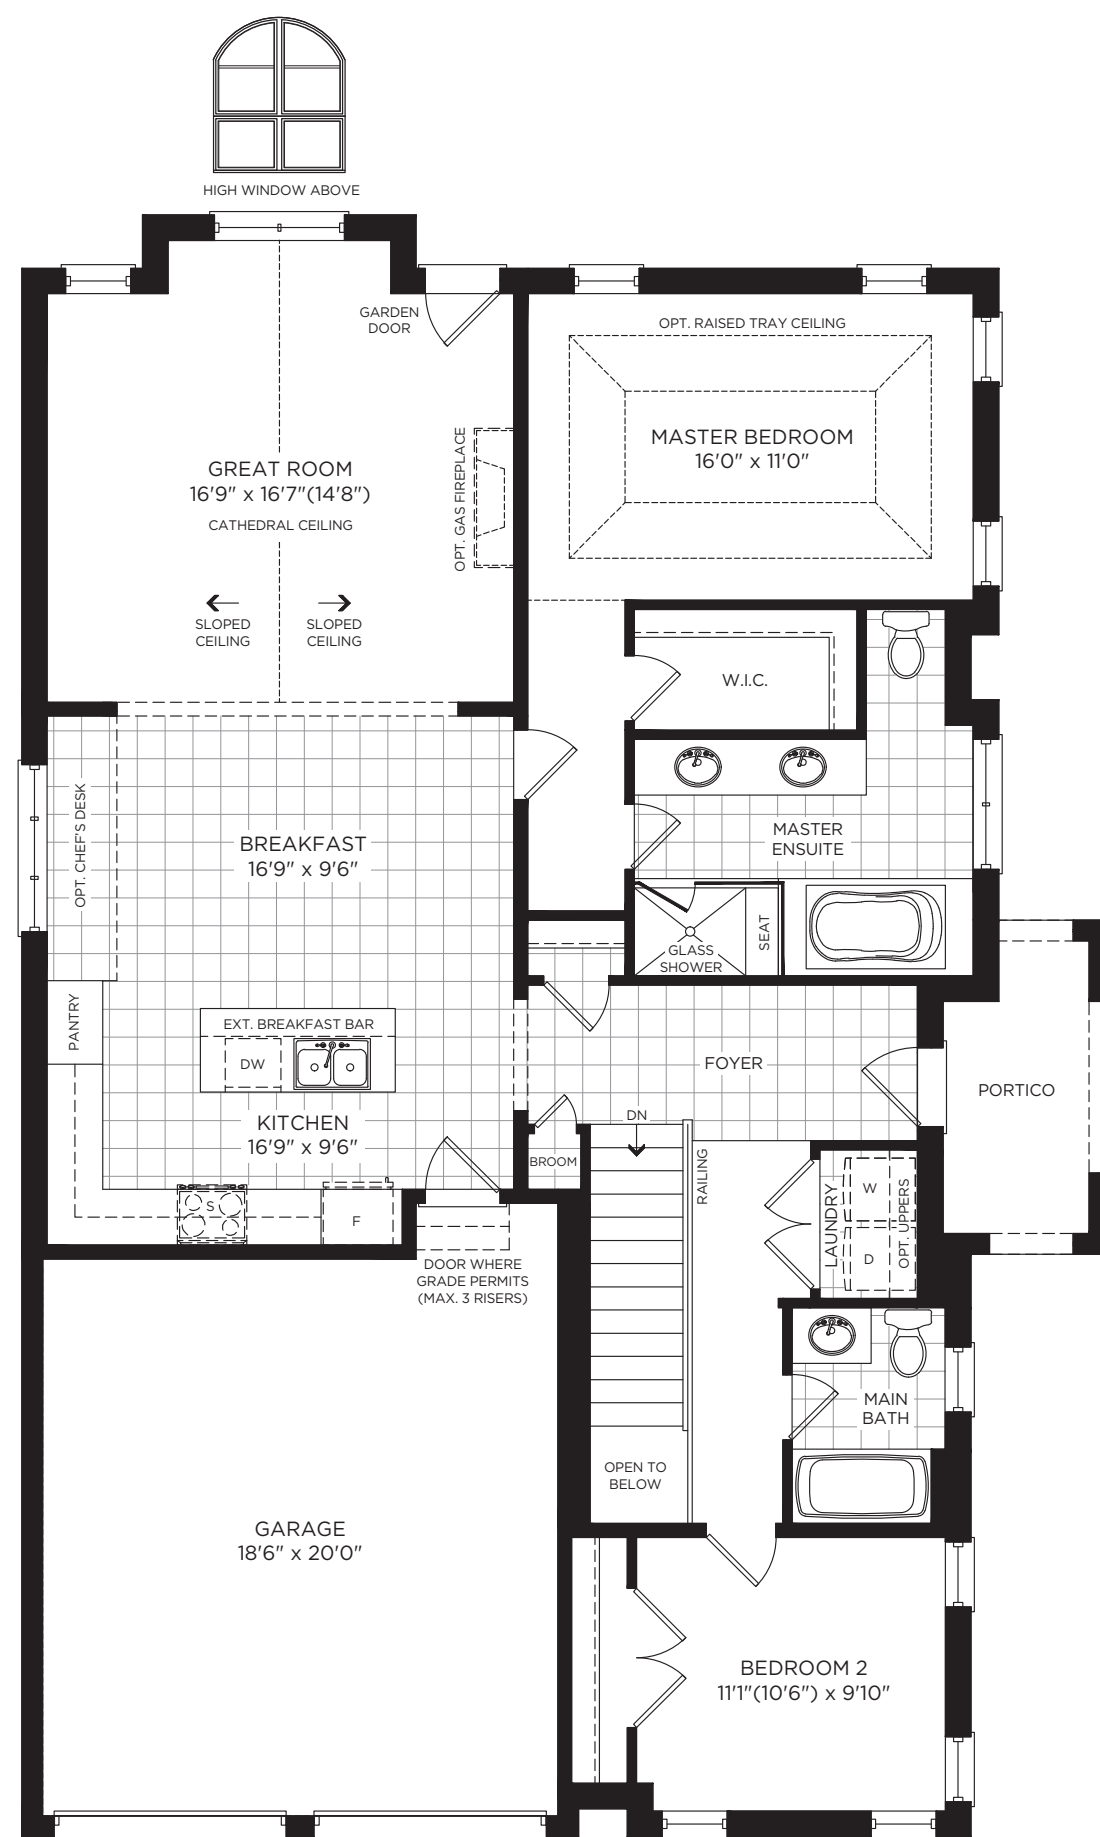 HIGH WINDOW ABOVE
GARDEN
DOOR
OPT. RAISED TRAY CEILING
MASTER BEDROOM
16'0" x 11'0"
GREAT ROOM
16'9" x 16'7"(14'8")
CATHEDRAL CEILING
OPT. GAS FIREPLACE
SLOPED
CEILING
SLOPED
CEILING
W.I.C.
OPT. CHEF'S DESK
BREAKFAST
16'9" x 9'6"
MASTER
ENSUITE
GLASS
SHOWER
SEAT
PANTRY
EXT. BREAKFAST BAR
DW
FOYER
PORTICO
KITCHEN
16'9" x 9'6"
DN
BROOM
RAILING
LAUNDRY
W
D
OPT. UPPERS
S
F
DOOR WHERE
GRADE PERMITS
(MAX. 3 RISERS)
MAIN
BATH
OPEN TO
BELOW
GARAGE
18'6" x 20'0"
BEDROOM 2
11'1"(10'6") x 9'10"